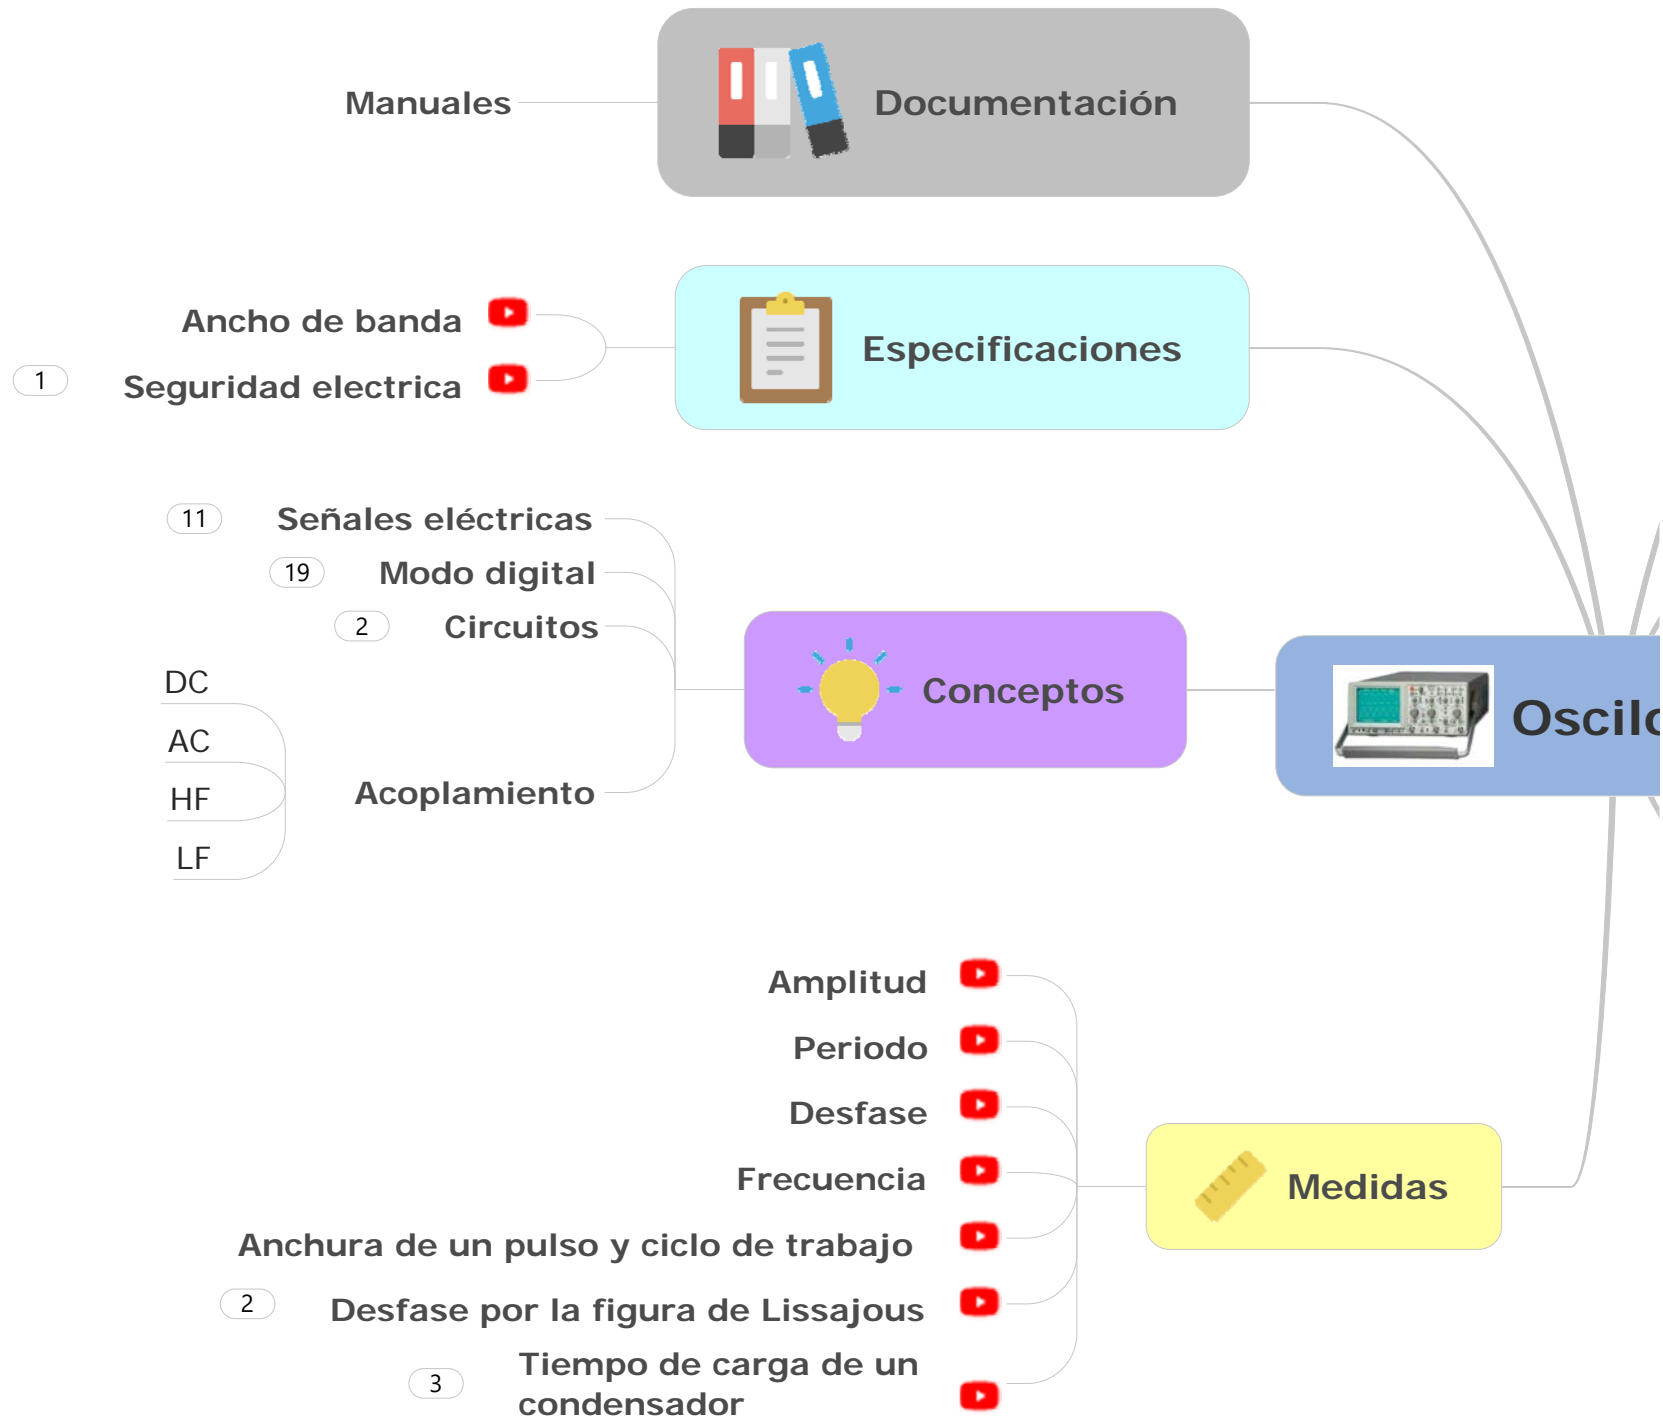 Manuales
Documentación
Ancho de banda
1 Seguridad electrica
Especificaciones
11 Señales eléctricas
19 Modo digital
2 Circuitos
DC
AC
HF
LF
Acoplamiento
Conceptos
Oscilo
Amplitud
Periodo
Desfase
Frecuencia
Anchura de un pulso y ciclo de trabajo
2 Desfase por la figura de Lissajous
3 Tiempo de carga de un
condensador
Medidas